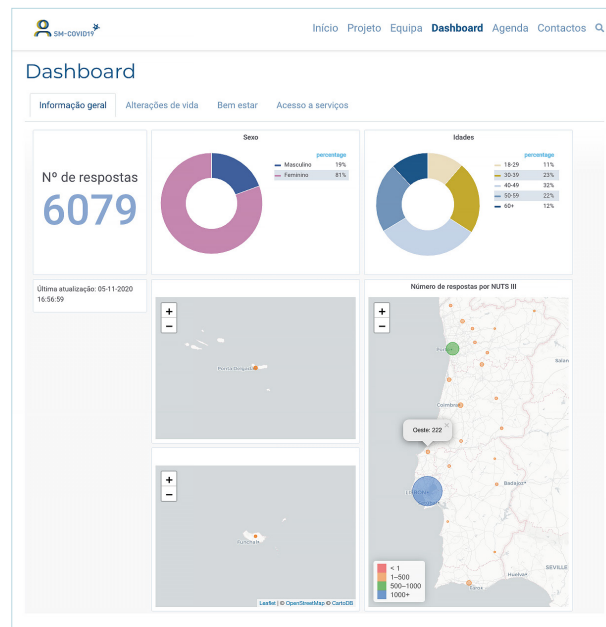 SM-COVID19
Início Projeto Equipa Dashboard Agenda Contactos
Dashboard
Informação geral Alterações de vida Bem estar Acesso a serviços
Nº de respostas
6079
Sexo
percentage
Masculino 19%
Feminino 81%
Idades
percentage
18-29 11%
30-39 23%
40-49 32%
50-59 22%
60+ 12%
Última atualização: 05-11-2020
16:56:59
+
−
Ponta Delgada
+
−
Funchal
Leaflet | © OpenStreetMap © CartoDB
Número de respostas por NUTS III
+
−
Salan
Coimbra
Oeste: 222
×
Badajoz
SEVILLE
Huelva
Faro
< 1
1–500
500–1000
1000+